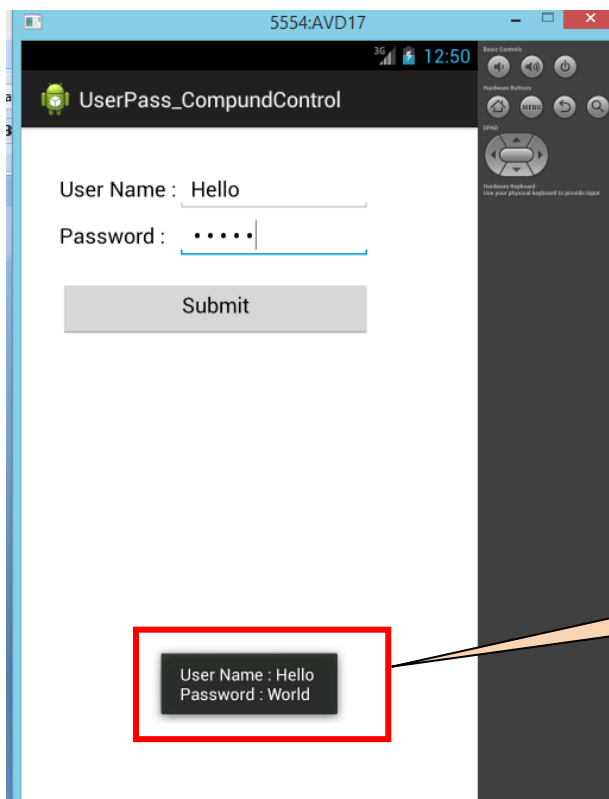 5554:AVD17
3G
12:50
UserPass_CompundControl
User Name :
Hello
Password :
•••••
Submit
User Name : Hello
Password : World
Basic Controls
Hardware Buttons
MENU
DPAD
Hardware Keyboard
Use your physical keyboard to provide input